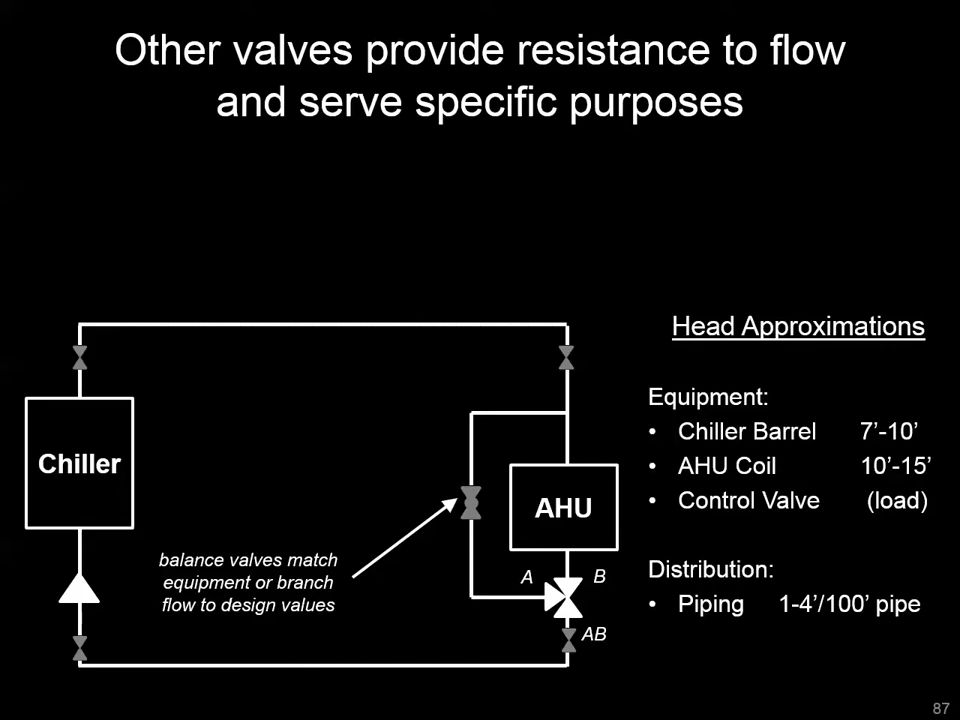 Other valves provide resistance to flow
and serve specific purposes
Head Approximations
Equipment:
• Chiller Barrel 7’-10’
• AHU Coil 10’-15’
• Control Valve (load)
Distribution:
• Piping 1-4’/100’ pipe
Chiller
AHU
balance valves match
equipment or branch
flow to design values
A
B
AB
87